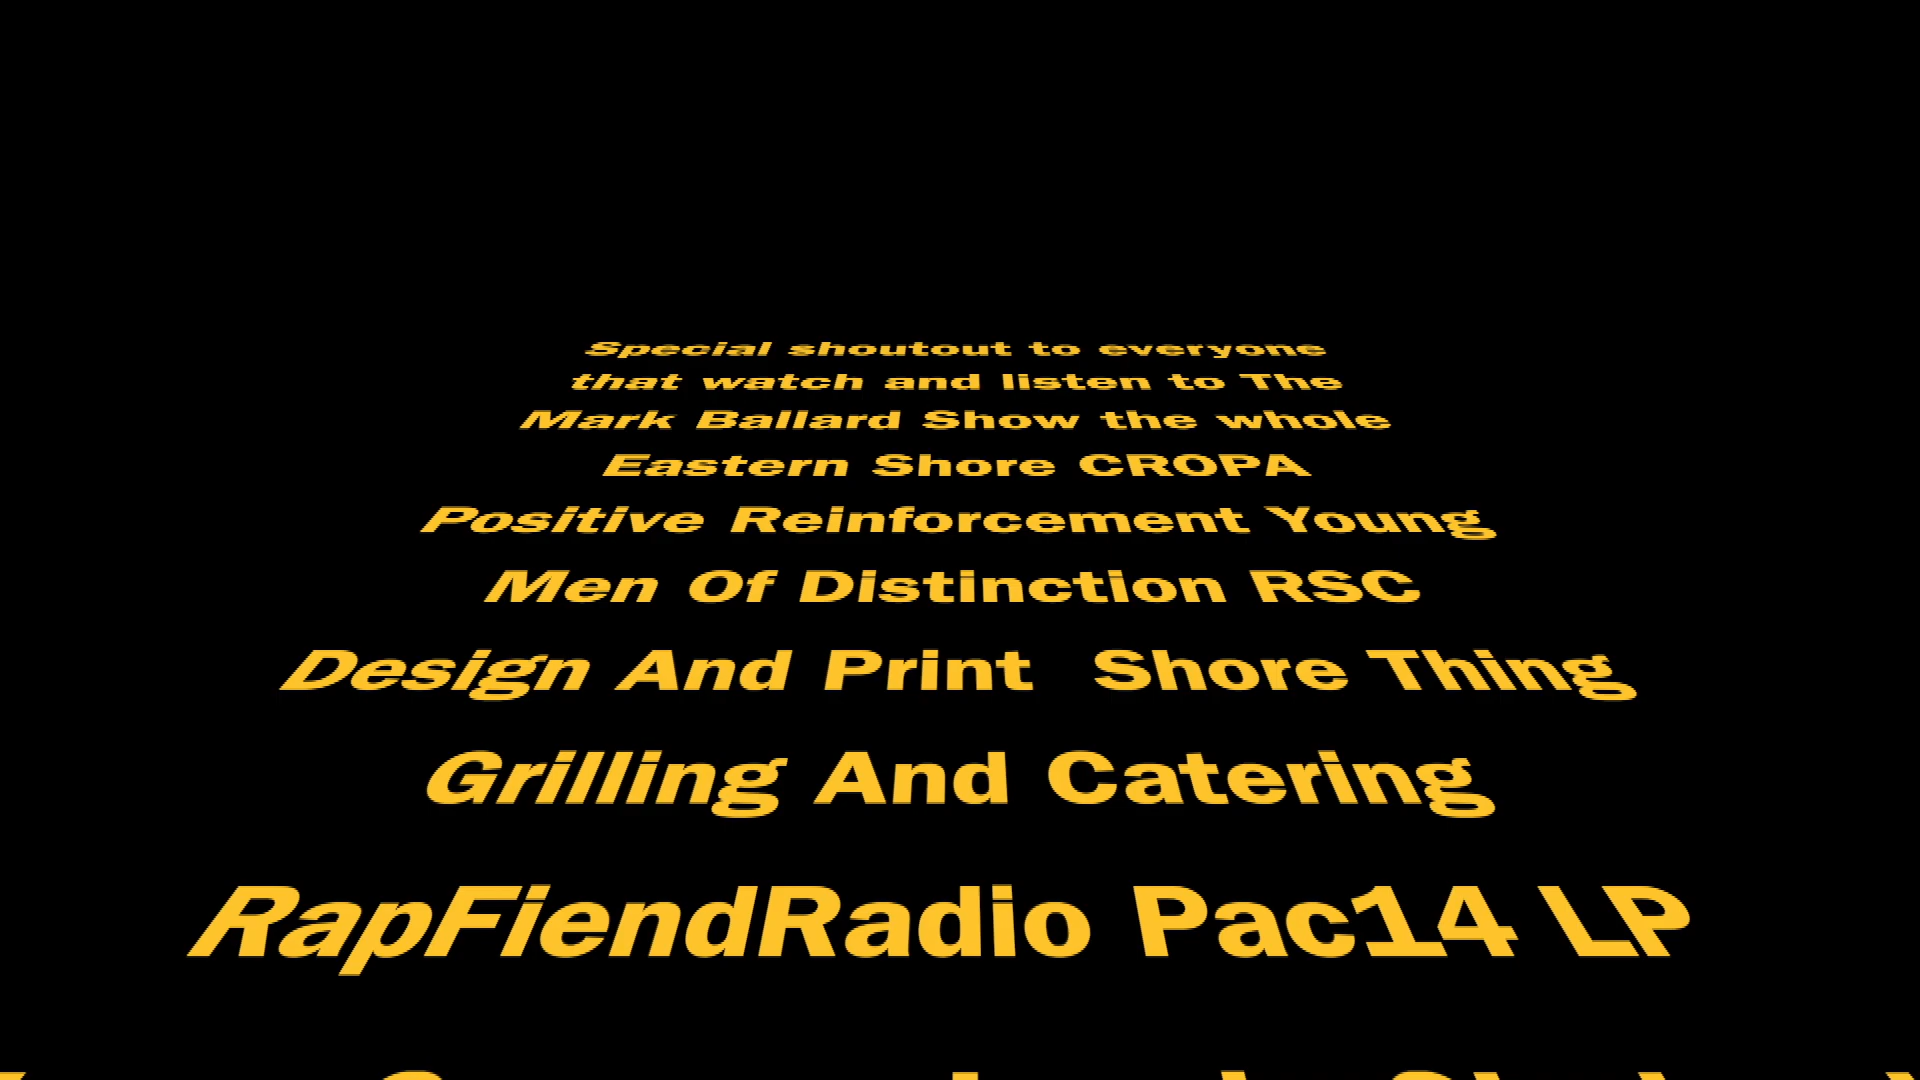 Special shoutout to everyone
that watch and listen to The
Mark Ballard Show the whole
Eastern Shore CROPA
Positive Reinforcement Young
Men Of Distinction RSC
Design And Print  Shore Thing
Grilling And Catering
RapFiendRadio Pac14 LP